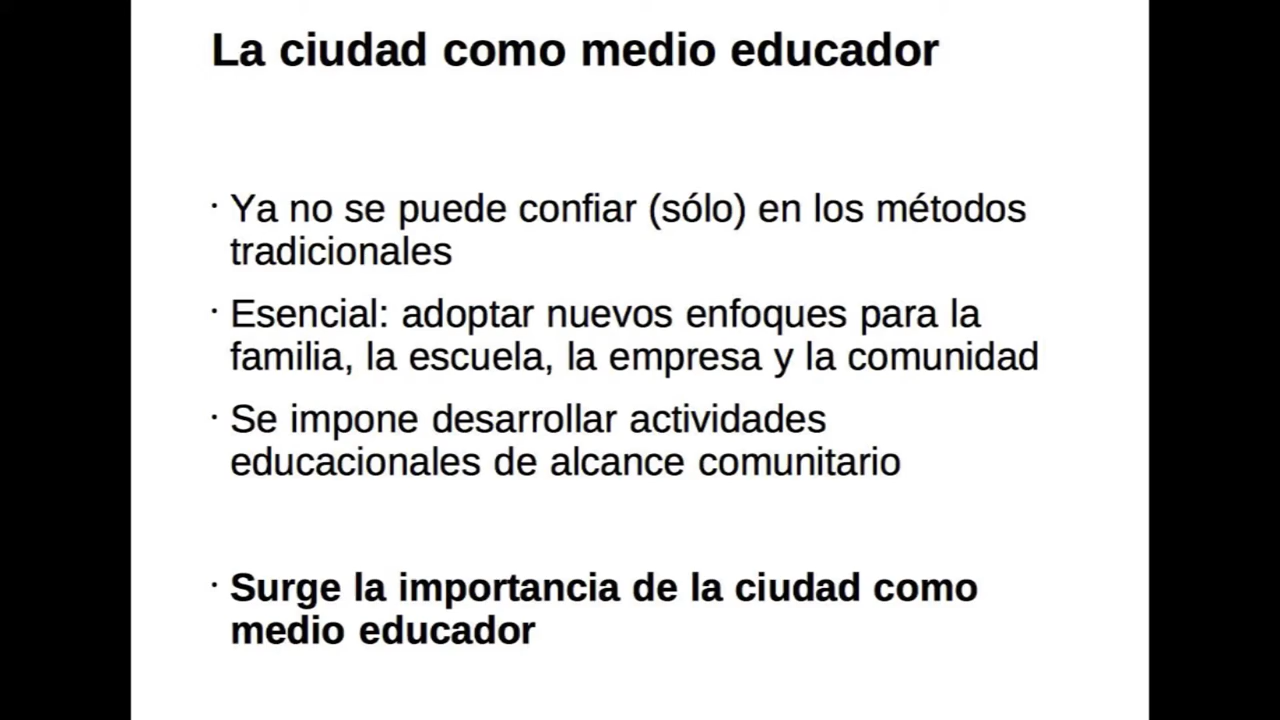 La ciudad como medio educador
· Ya no se puede confiar (sólo) en los métodos
tradicionales
· Esencial: adoptar nuevos enfoques para la
familia, la escuela, la empresa y la comunidad
· Se impone desarrollar actividades
educacionales de alcance comunitario
· Surge la importancia de la ciudad como
medio educador